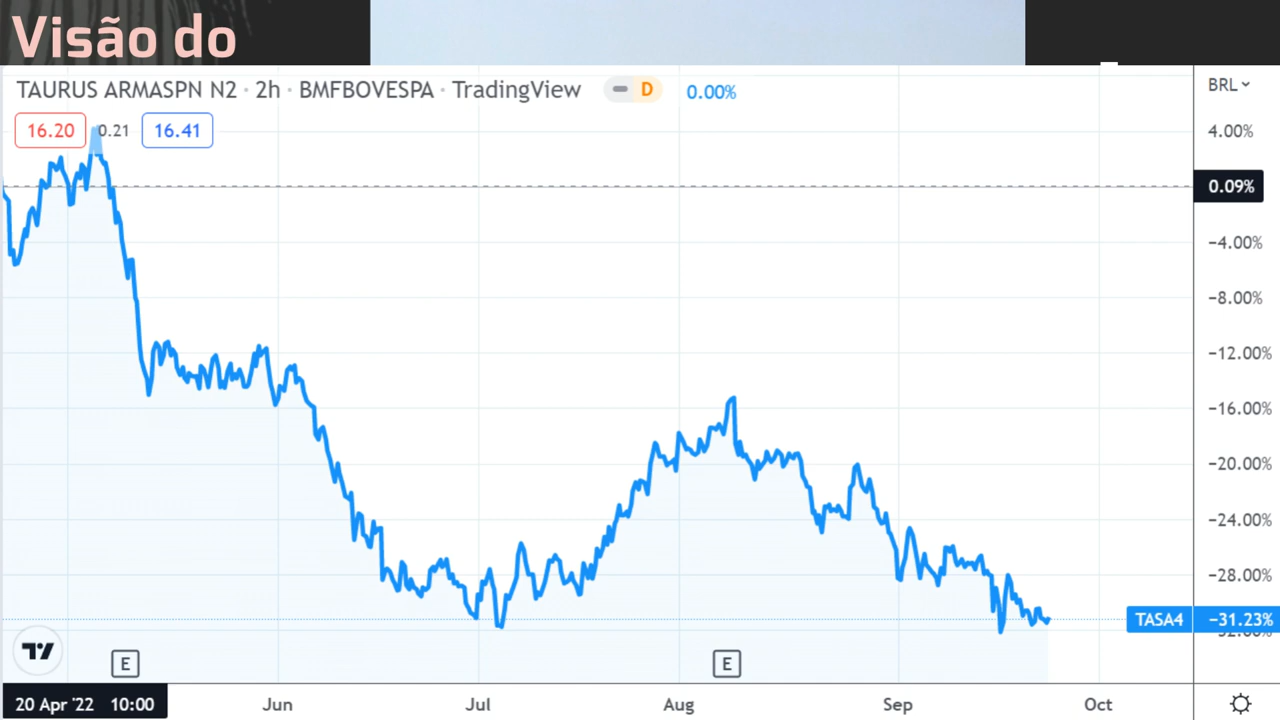 Visão do
TAURUS ARMASPN N2 · 2h · BMFBOVESPA · TradingView D 0.00% BRL
16.20 0.21 16.41
4.00%
0.09%
−4.00%
−8.00%
−12.00%
−16.00%
−20.00%
−24.00%
−28.00%
TASA4 −31.23%
−32.00%
E E
20 Apr '22 10:00 Jun Jul Aug Sep Oct